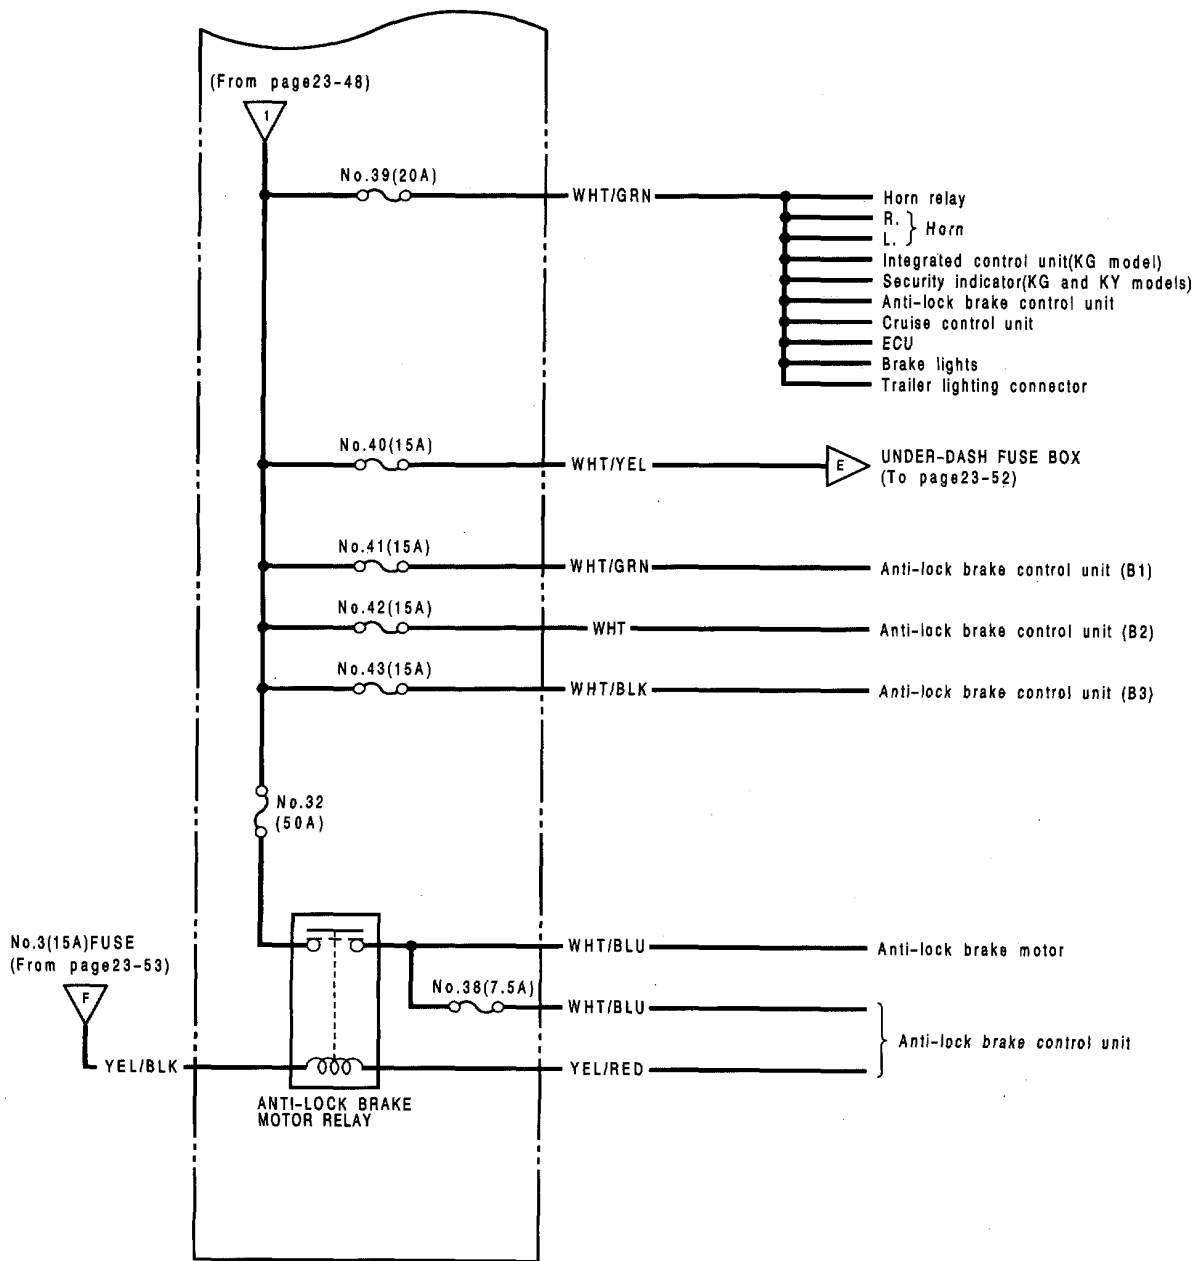 (From page23-48)
1
No.39(20A)
WHT/GRN
Horn relay
R.
L.
Horn
Integrated control unit(KG model)
Security indicator(KG and KY models)
Anti-lock brake control unit
Cruise control unit
ECU
Brake lights
Trailer lighting connector
No.40(15A)
WHT/YEL
E
UNDER-DASH FUSE BOX
(To page23-52)
No.41(15A)
WHT/GRN
Anti-lock brake control unit (B1)
No.42(15A)
WHT
Anti-lock brake control unit (B2)
No.43(15A)
WHT/BLK
Anti-lock brake control unit (B3)
No.32
(50A)
No.3(15A)FUSE
(From page23-53)
F
WHT/BLU
Anti-lock brake motor
No.38(7.5A)
WHT/BLU
Anti-lock brake control unit
YEL/BLK
YEL/RED
ANTI-LOCK BRAKE
MOTOR RELAY